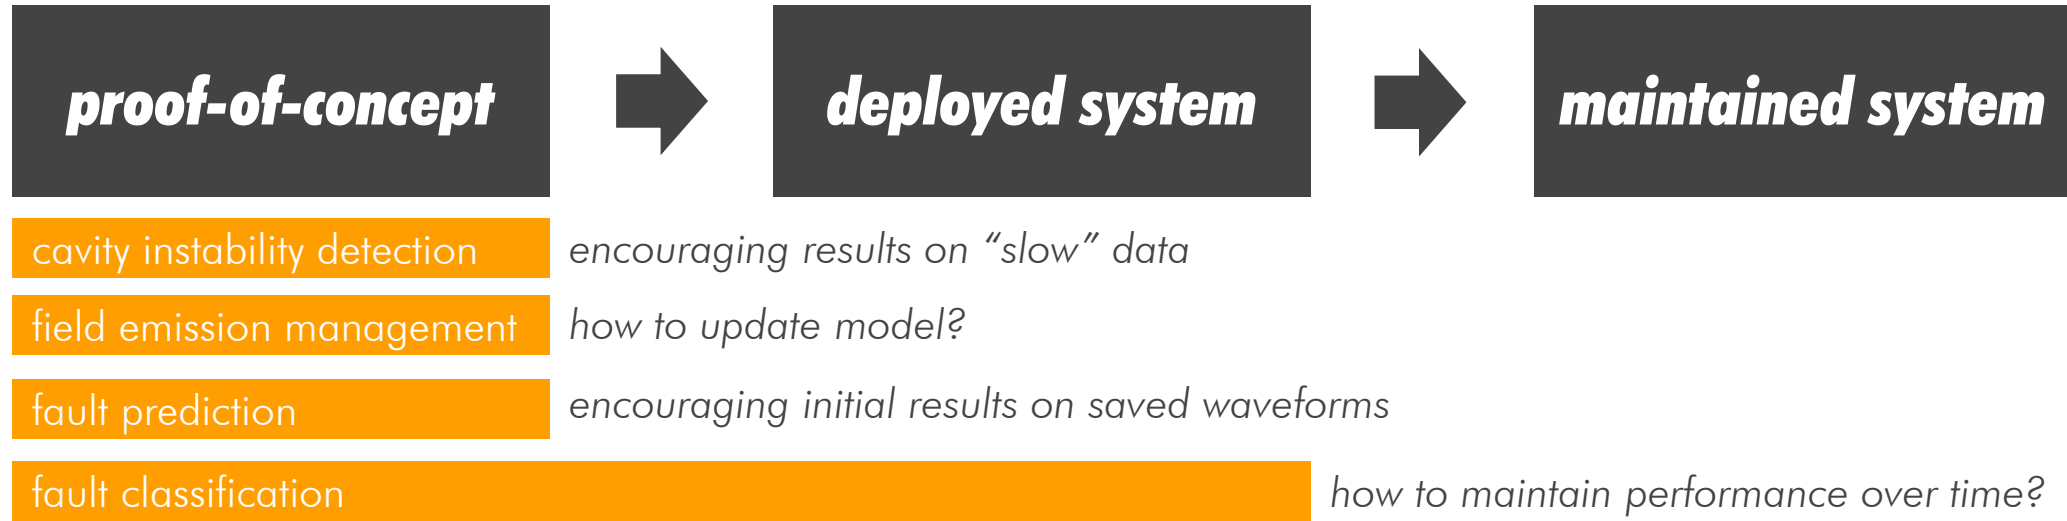 proof-of-concept
deployed system
maintained system
cavity instability detection
encouraging results on “slow” data
field emission management
how to update model?
fault prediction
encouraging initial results on saved waveforms
fault classification
how to maintain performance over time?